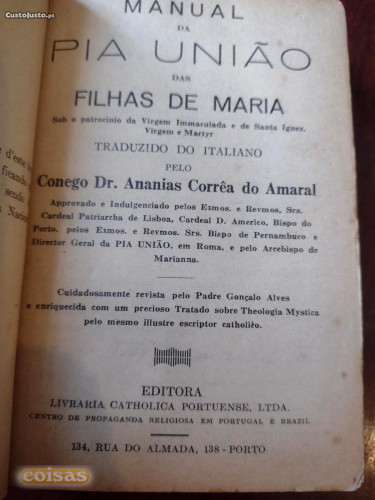 CustoJusto.pt
MANUAL
DA
PIA UNIÃO
DAS
FILHAS DE MARIA
Sob o patrocinio da Virgem Immaculada e de Santa Ignez,
Virgem e Martyr
TRADUZIDO DO ITALIANO
PELO
Conego Dr. Ananias Corrêa do Amaral
Approvado e Indulgenciado pelos Exmos. e Revmos. Srs.
Cardeal Patriarcha de Lisboa, Cardeal D. Americo, Bispo do
Porto, pelos Exmos. e Revmos. Srs. Bispo de Pernambuco e
Director Geral da PIA UNIÃO, em Roma, e pelo Arcebispo de
Marianna.
Cuidadosamente revista pelo Padre Gonçalo Alves
e enriquecida com um precioso Tratado sobre Theologia Mystica
pelo mesmo illustre escriptor catholico.
EDITORA
LIVRARIA CATHOLICA PORTUENSE, LTDA.
CENTRO DE PROPAGANDA RELIGIOSA EM PORTUGAL E BRAZIL
134, RUA DO ALMADA, 138 - PORTO
d'este
ficando
sendo
Nacio
coisas